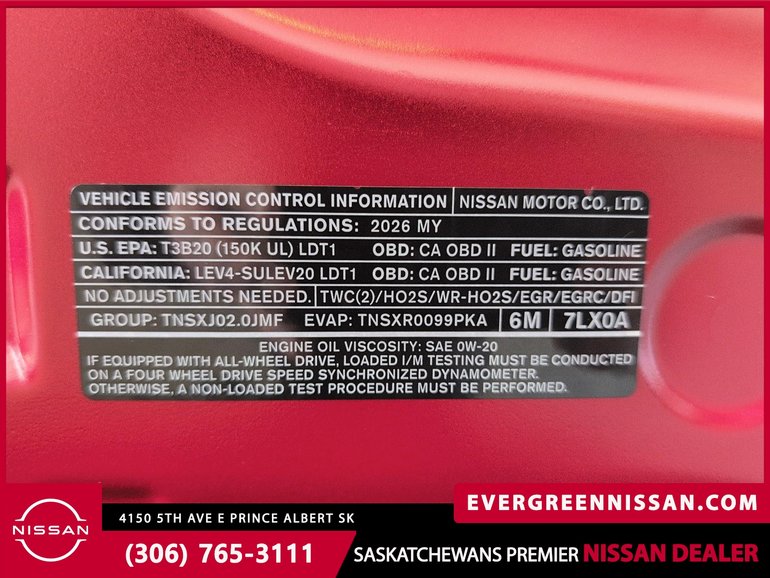 VEHICLE EMISSION CONTROL INFORMATION NISSAN MOTOR CO., LTD.
CONFORMS TO REGULATIONS: 2026 MY
U.S. EPA: T3B20 (150K UL) LDT1 OBD: CA OBD II FUEL: GASOLINE
CALIFORNIA: LEV4-SULEV20 LDT1 OBD: CA OBD II FUEL: GASOLINE
NO ADJUSTMENTS NEEDED. TWC(2)/HO2S/WR-HO2S/EGR/EGRC/DFI
GROUP: TNSXJ02.0JMF EVAP: TNSXR0099PKA 6M 7LX0A
ENGINE OIL VISCOSITY: SAE 0W-20
IF EQUIPPED WITH ALL-WHEEL DRIVE, LOADED I/M TESTING MUST BE CONDUCTED
ON A FOUR WHEEL DRIVE SPEED SYNCHRONIZED DYNAMOMETER.
OTHERWISE, A NON-LOADED TEST PROCEDURE MUST BE PERFORMED.
EVERGREENNISSAN.COM
NISSAN
4150 5TH AVE E PRINCE ALBERT SK
(306) 765-3111
SASKATCHEWANS PREMIER NISSAN DEALER